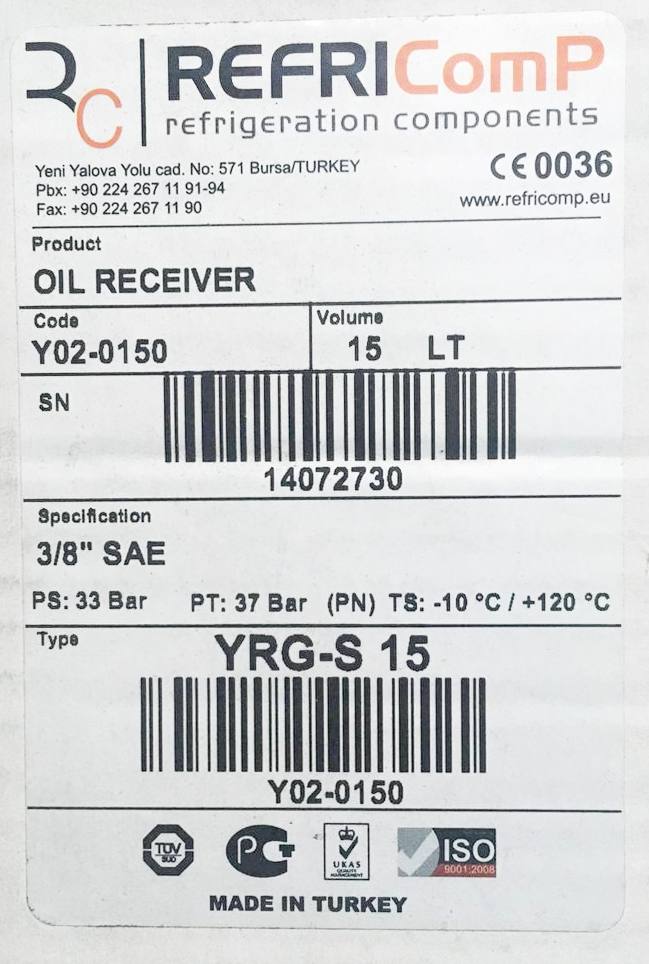 RC REFRIComP
refrigeration components
Yeni Yalova Yolu cad. No: 571 Bursa/TURKEY
Pbx: +90 224 267 11 91-94
Fax: +90 224 267 11 90
CE 0036
www.refricomp.eu
Product
OIL RECEIVER
Code
Y02-0150
Volume
15 LT
SN
14072730
Specification
3/8" SAE
PS: 33 Bar PT: 37 Bar (PN) TS: -10 °C / +120 °C
Type
YRG-S 15
Y02-0150
TÜV
SÜD
PG
UKAS
QUALITY
MANAGEMENT
ISO
9001:2008
MADE IN TURKEY